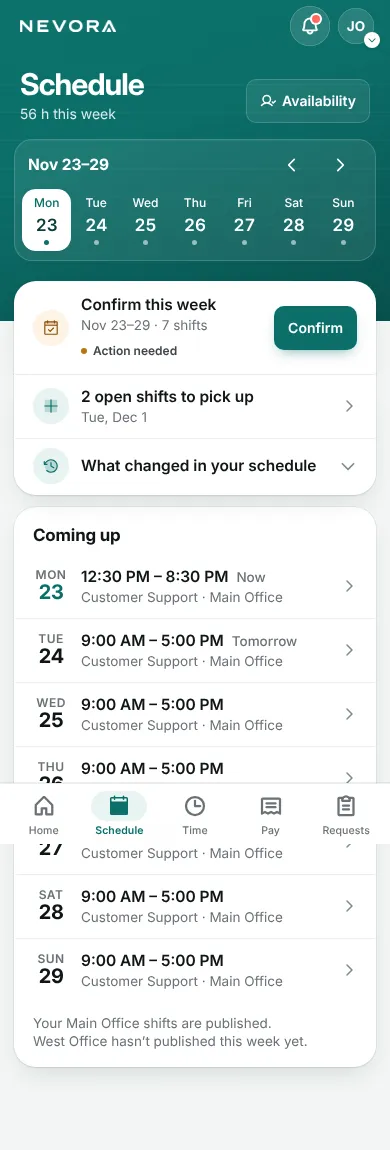 NEVORA
JO
Schedule
56 h this week
Availability
Nov 23–29
Mon Tue Wed Thu Fri Sat Sun
23 24 25 26 27 28 29
Confirm this week
Nov 23–29 · 7 shifts
Action needed
Confirm
2 open shifts to pick up
Tue, Dec 1
What changed in your schedule
Coming up
MON
23
12:30 PM – 8:30 PM Now
Customer Support · Main Office
TUE
24
9:00 AM – 5:00 PM Tomorrow
Customer Support · Main Office
WED
25
9:00 AM – 5:00 PM
Customer Support · Main Office
THU
26
9:00 AM – 5:00 PM
Home Schedule Time Pay Requests
27
Customer Support · Main Office
SAT
28
9:00 AM – 5:00 PM
Customer Support · Main Office
SUN
29
9:00 AM – 5:00 PM
Customer Support · Main Office
Your Main Office shifts are published.
West Office hasn't published this week yet.